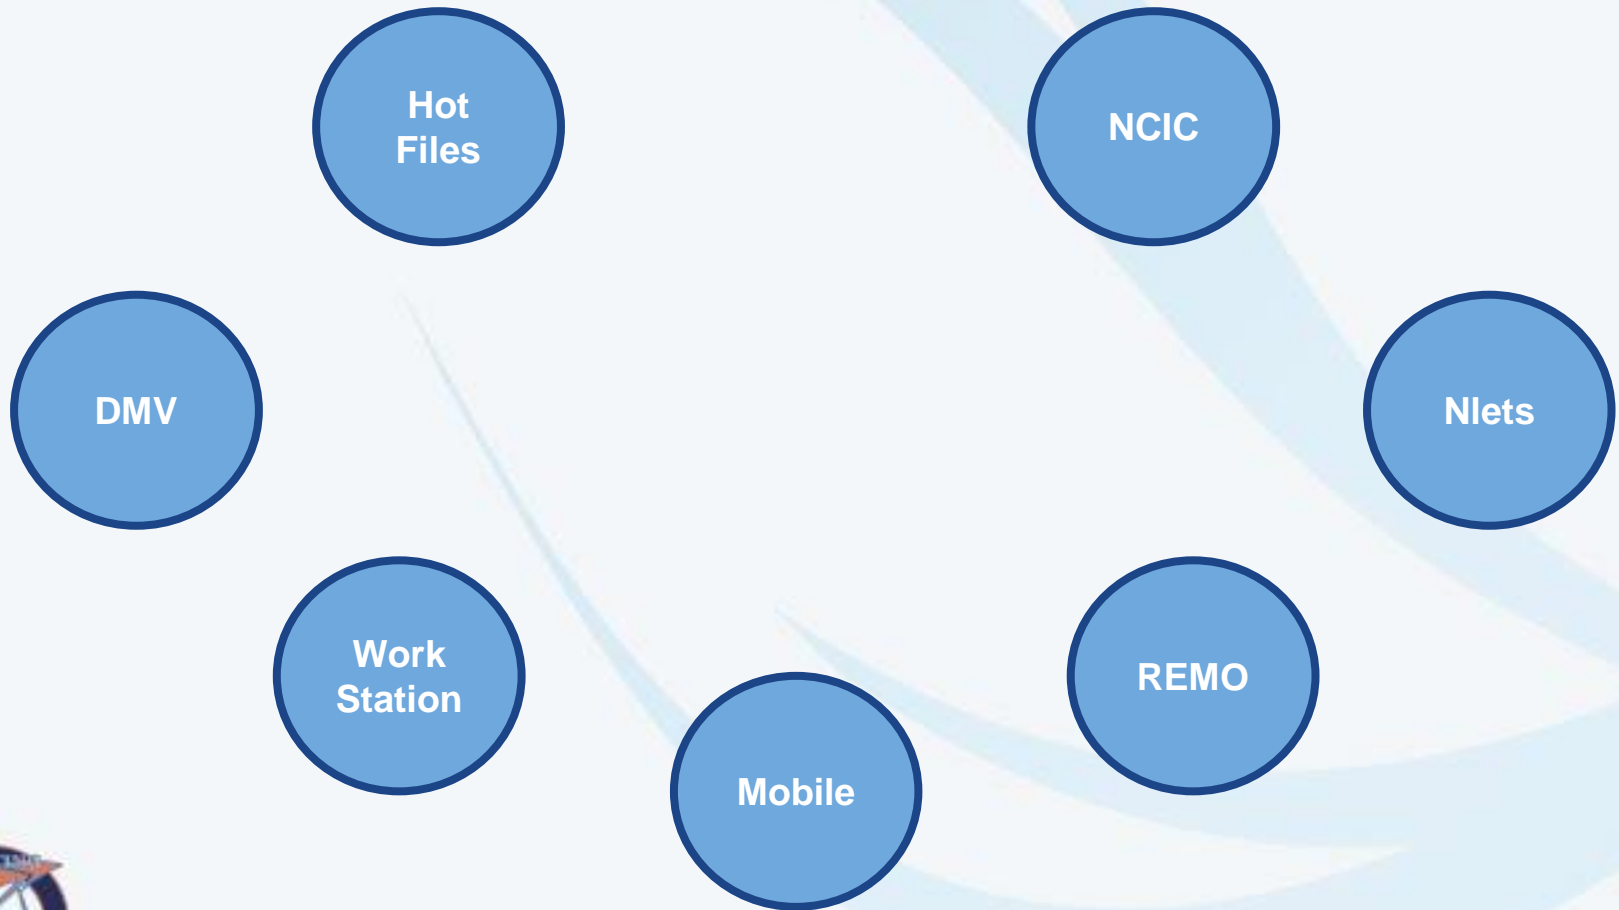 Hot
Files
NCIC
DMV
Nlets
Work
Station
REMO
Mobile